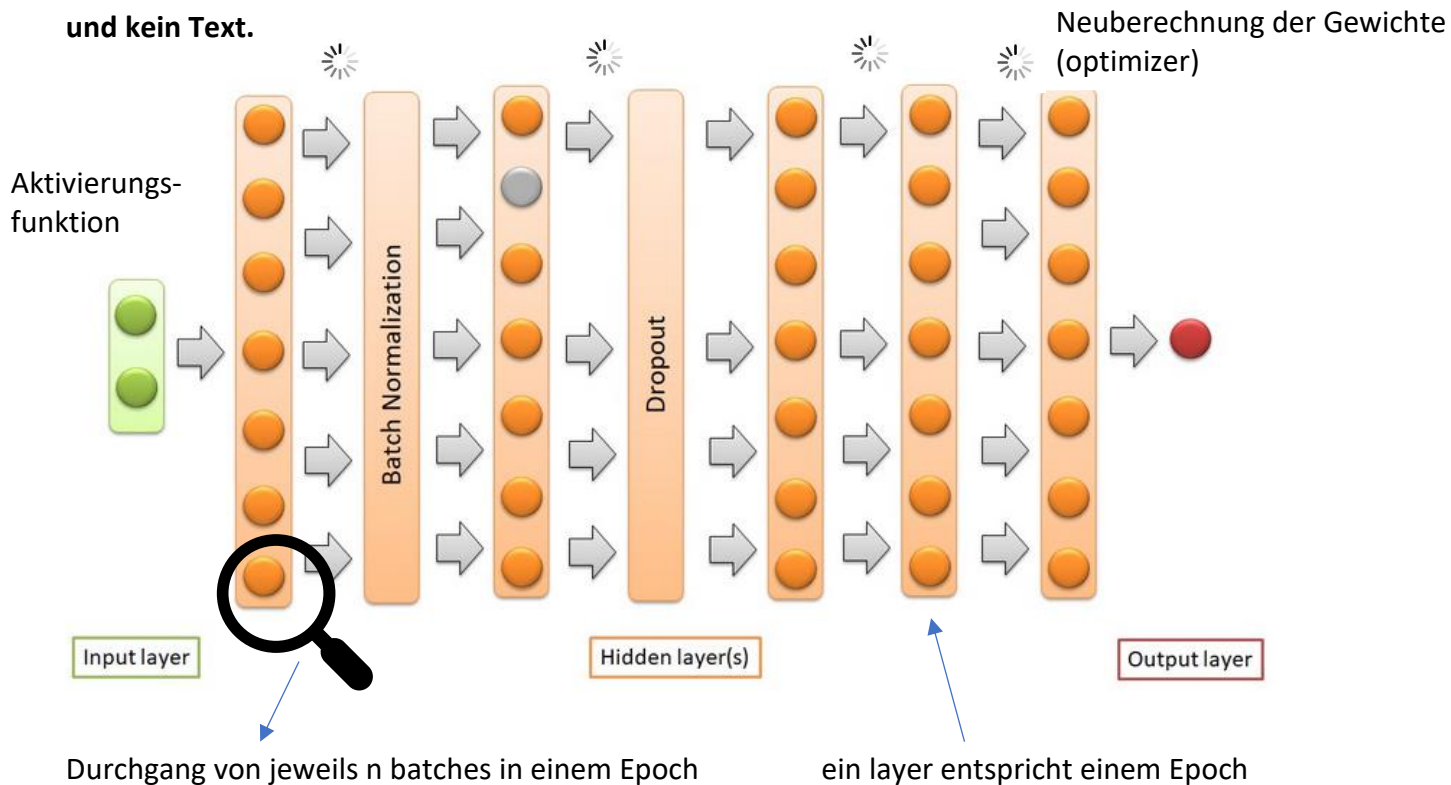 und kein Text.
Neuberechnung der Gewichte
(optimizer)
Aktivierungs-
funktion
Batch Normalization
Dropout
Input layer
Hidden layer(s)
Output layer
Durchgang von jeweils n batches in einem Epoch
ein layer entspricht einem Epoch